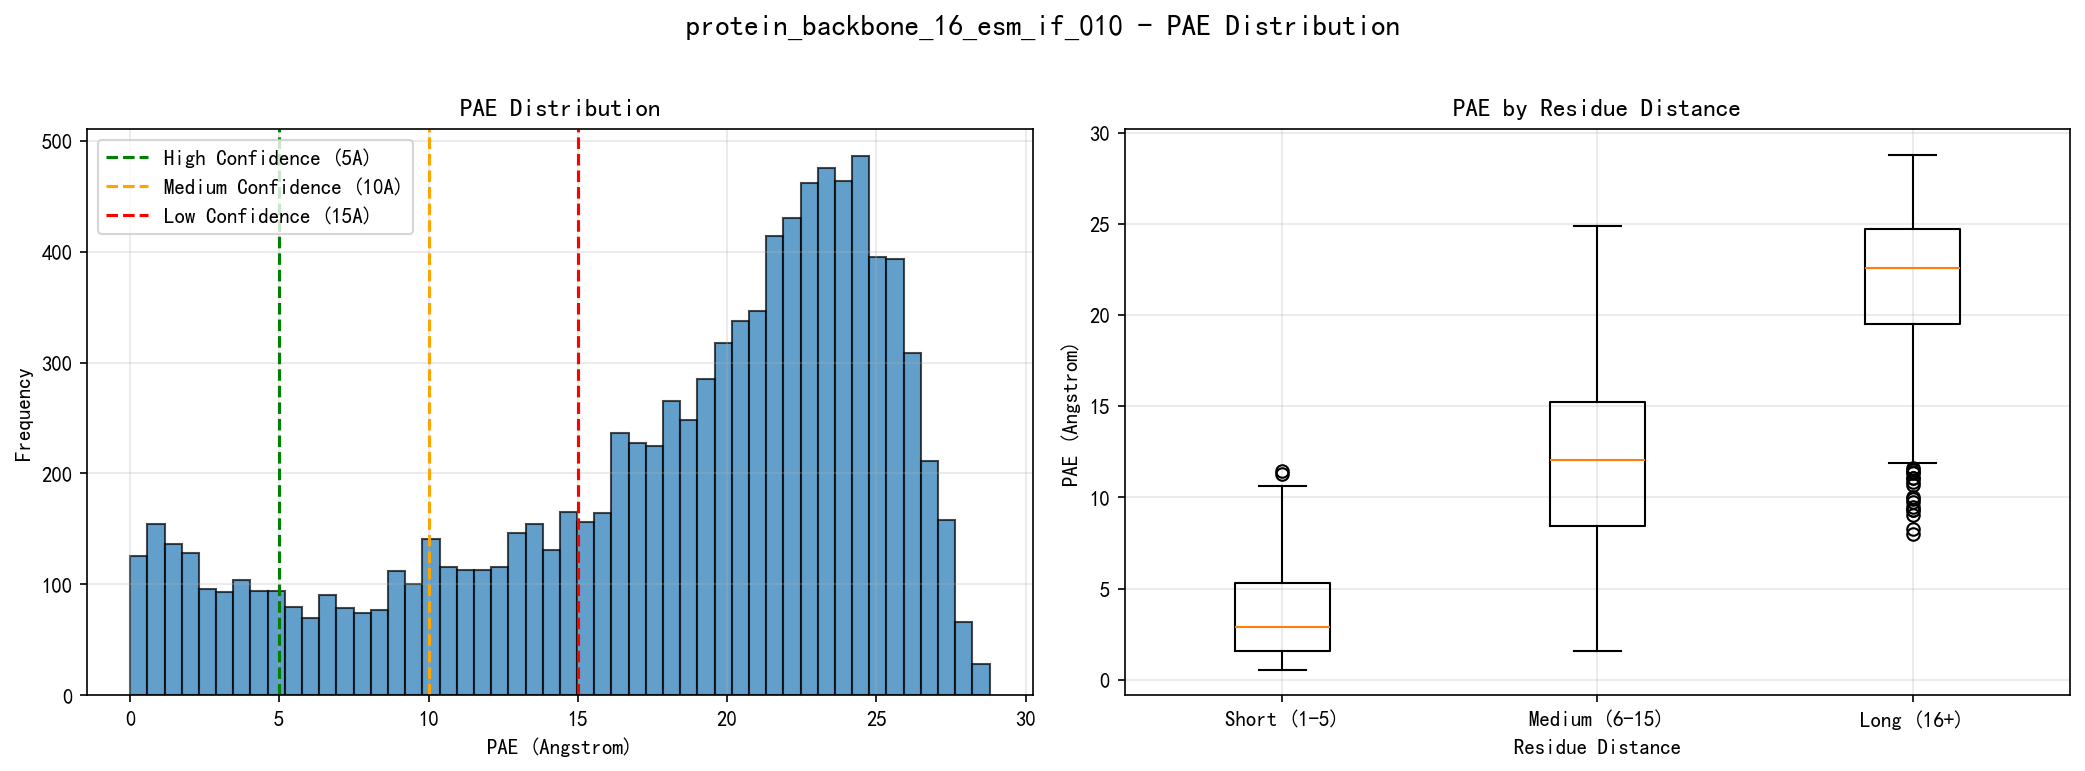 protein_backbone_16_esm_if_010 - PAE Distribution
PAE Distribution
High Confidence (5A)
Medium Confidence (10A)
Low Confidence (15A)
500
400
300
200
100
0
Frequency
0 5 10 15 20 25 30
PAE (Angstrom)
PAE by Residue Distance
30
25
20
15
10
5
0
PAE (Angstrom)
Short (1-5) Medium (6-15) Long (16+)
Residue Distance